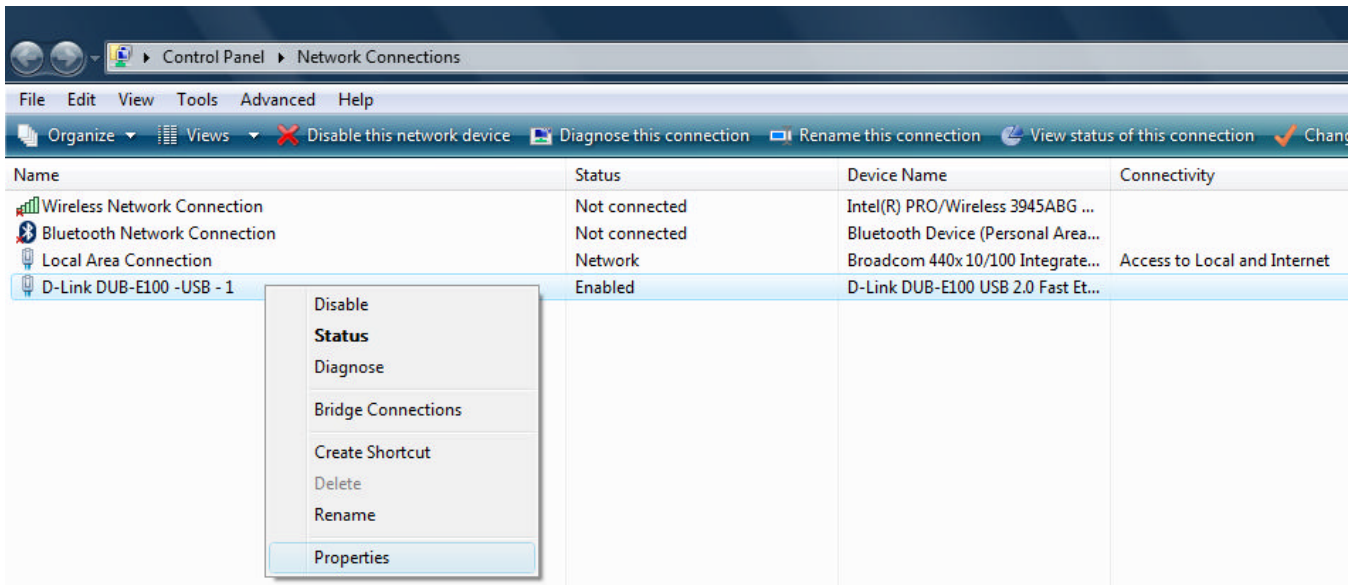 Control Panel Network Connections
File Edit View Tools Advanced Help
Organize Views Disable this network device Diagnose this connection Rename this connection View status of this connection Chang
Name Status Device Name Connectivity
Wireless Network Connection Not connected Intel(R) PRO/Wireless 3945ABG ...
Bluetooth Network Connection Not connected Bluetooth Device (Personal Area...
Local Area Connection Network Broadcom 440x 10/100 Integrate... Access to Local and Internet
D-Link DUB-E100 -USB - 1 Enabled D-Link DUB-E100 USB 2.0 Fast Et...
Disable
Status
Diagnose
Bridge Connections
Create Shortcut
Delete
Rename
Properties